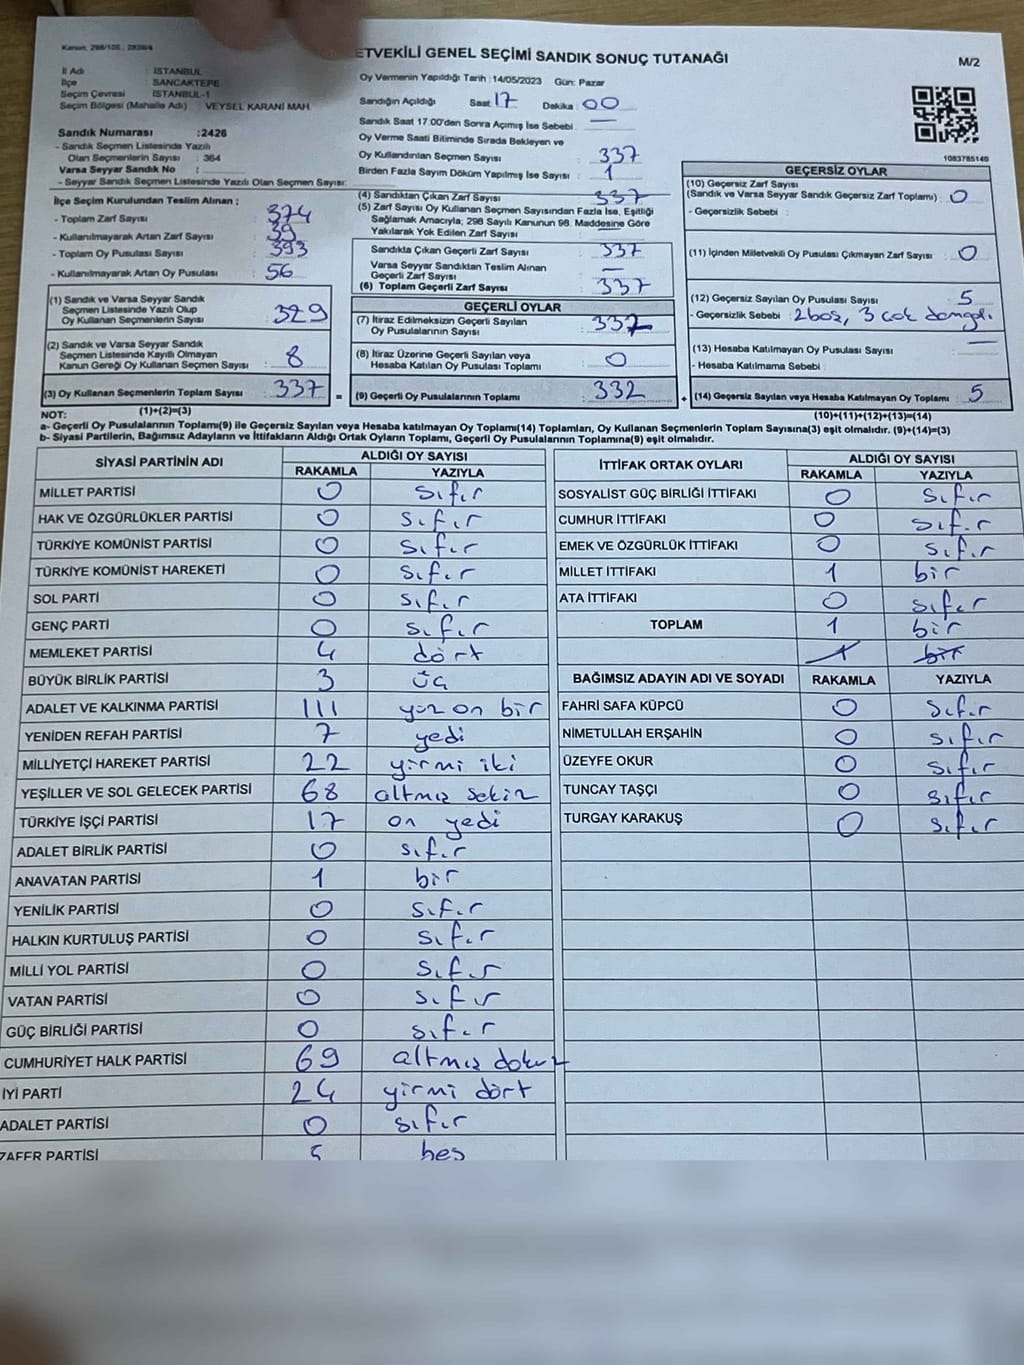 Kanun: 298/105, 2839/4
ETVEKİLİ GENEL SEÇİMİ SANDIK SONUÇ TUTANAĞI
M/2
İl Adı : İSTANBUL
İlçe : SANCAKTEPE
Seçim Çevresi : İSTANBUL-1
Seçim Bölgesi (Mahalle Adı) : VEYSEL KARANİ MAH.
Oy Vermenin Yapıldığı Tarih :14/05/2023 Gün: Pazar
Sandığın Açıldığı Saat: 17 Dakika : 00
Sandık Saat 17:00'den Sonra Açımış İse Sebebi : —
Oy Verme Saati Bitiminde Sırada Bekleyen ve
Oy Kullandırılan Seçmen Sayısı : 337
Birden Fazla Sayım Döküm Yapılmış İse Sayısı : 1
Sandık Numarası :2426
- Sandık Seçmen Listesinde Yazılı
Olan Seçmenlerin Sayısı : 364
Varsa Seyyar Sandık No :
- Seyyar Sandık Seçmen Listesinde Yazılı Olan Seçmen Sayısı:
1083785140
İlçe Seçim Kurulundan Teslim Alınan :
- Toplam Zarf Sayısı : 374
- Kullanılmayarak Artan Zarf Sayısı : 39
- Toplam Oy Pusulası Sayısı : 393
- Kullanılmayarak Artan Oy Pusulası : 56
(1) Sandık ve Varsa Seyyar Sandık
Seçmen Listesinde Yazılı Olup
Oy Kullanan Seçmenlerin Sayısı : 329
(2) Sandık ve Varsa Seyyar Sandık
Seçmen Listesinde Kayıtlı Olmayan
Kanun Gereği Oy Kullanan Seçmen Sayısı : 8
(3) Oy Kullanan Seçmenlerin Toplam Sayısı : 337 =
(1)+(2)=(3)
(4) Sandıktan Çıkan Zarf Sayısı : 337
(5) Zarf Sayısı Oy Kullanan Seçmen Sayısından Fazla İse, Eşitliği
Sağlamak Amacıyla; 298 Sayılı Kanunun 98. Maddesine Göre
Yakılarak Yok Edilen Zarf Sayısı :
Sandıkta Çıkan Geçerli Zarf Sayısı : 337
Varsa Seyyar Sandıktan Teslim Alınan
Geçerli Zarf Sayısı : —
(6) Toplam Geçerli Zarf Sayısı : 337
GEÇERLİ OYLAR
(7) İtiraz Edilmeksizin Geçerli Sayılan
Oy Pusulalarının Sayısı : 332
(8) İtiraz Üzerine Geçerli Sayılan veya
Hesaba Katılan Oy Pusulası Toplamı : 0
(9) Geçerli Oy Pusulalarının Toplamı : 332 +
GEÇERSİZ OYLAR
(10) Geçersiz Zarf Sayısı
(Sandık ve Varsa Seyyar Sandık Geçersiz Zarf Toplamı) : 0
- Geçersizlik Sebebi :
(11) İçinden Milletvekili Oy Pusulası Çıkmayan Zarf Sayısı : 0
(12) Geçersiz Sayılan Oy Pusulası Sayısı : 5
- Geçersizlik Sebebi : 2 boş, 3 çok damgalı
(13) Hesaba Katılmayan Oy Pusulası Sayısı : —
- Hesaba Katılmama Sebebi :
(14) Geçersiz Sayılan veya Hesaba Katılmayan Oy Toplamı : 5
(10)+(11)+(12)+(13)=(14)
NOT:
a- Geçerli Oy Pusulalarının Toplamı(9) ile Geçersiz Sayılan veya Hesaba katılmayan Oy Toplamı(14) Toplamları, Oy Kullanan Seçmenlerin Toplam Sayısına(3) eşit olmalıdır. (9)+(14)=(3)
b- Siyasi Partilerin, Bağımsız Adayların ve İttifakların Aldığı Ortak Oyların Toplamı, Geçerli Oy Pusulalarının Toplamına(9) eşit olmalıdır.
SİYASİ PARTİNİN ADI ALDIĞI OY SAYISI
RAKAMLA YAZIYLA
MİLLET PARTİSİ 0 sıfır
HAK VE ÖZGÜRLÜKLER PARTİSİ 0 sıfır
TÜRKİYE KOMÜNİST PARTİSİ 0 sıfır
TÜRKİYE KOMÜNİST HAREKETİ 0 sıfır
SOL PARTİ 0 sıfır
GENÇ PARTİ 0 sıfır
MEMLEKET PARTİSİ 4 dört
BÜYÜK BİRLİK PARTİSİ 3 üç
ADALET VE KALKINMA PARTİSİ 111 yüz on bir
YENİDEN REFAH PARTİSİ 7 yedi
MİLLİYETÇİ HAREKET PARTİSİ 22 yirmi iki
YEŞİLLER VE SOL GELECEK PARTİSİ 68 altmış sekiz
TÜRKİYE İŞÇİ PARTİSİ 17 on yedi
ADALET BİRLİK PARTİSİ 0 sıfır
ANAVATAN PARTİSİ 1 bir
YENİLİK PARTİSİ 0 sıfır
HALKIN KURTULUŞ PARTİSİ 0 sıfır
MİLLİ YOL PARTİSİ 0 sıfır
VATAN PARTİSİ 0 sıfır
GÜÇ BİRLİĞİ PARTİSİ 0 sıfır
CUMHURİYET HALK PARTİSİ 69 altmış dokuz
İYİ PARTİ 24 yirmi dört
ADALET PARTİSİ 0 sıfır
ZAFER PARTİSİ 5 beş
İTTİFAK ORTAK OYLARI ALDIĞI OY SAYISI
RAKAMLA YAZIYLA
SOSYALİST GÜÇ BİRLİĞİ İTTİFAKI 0 sıfır
CUMHUR İTTİFAKI 0 sıfır
EMEK VE ÖZGÜRLÜK İTTİFAKI 0 sıfır
MİLLET İTTİFAKI 1 bir
ATA İTTİFAKI 0 sıfır
TOPLAM 1 bir
1 bir
BAĞIMSIZ ADAYIN ADI VE SOYADI RAKAMLA YAZIYLA
FAHRİ SAFA KÜPCÜ 0 sıfır
NİMETULLAH ERŞAHİN 0 sıfır
ÜZEYFE OKUR 0 sıfır
TUNCAY TAŞÇI 0 sıfır
TURGAY KARAKUŞ 0 sıfır